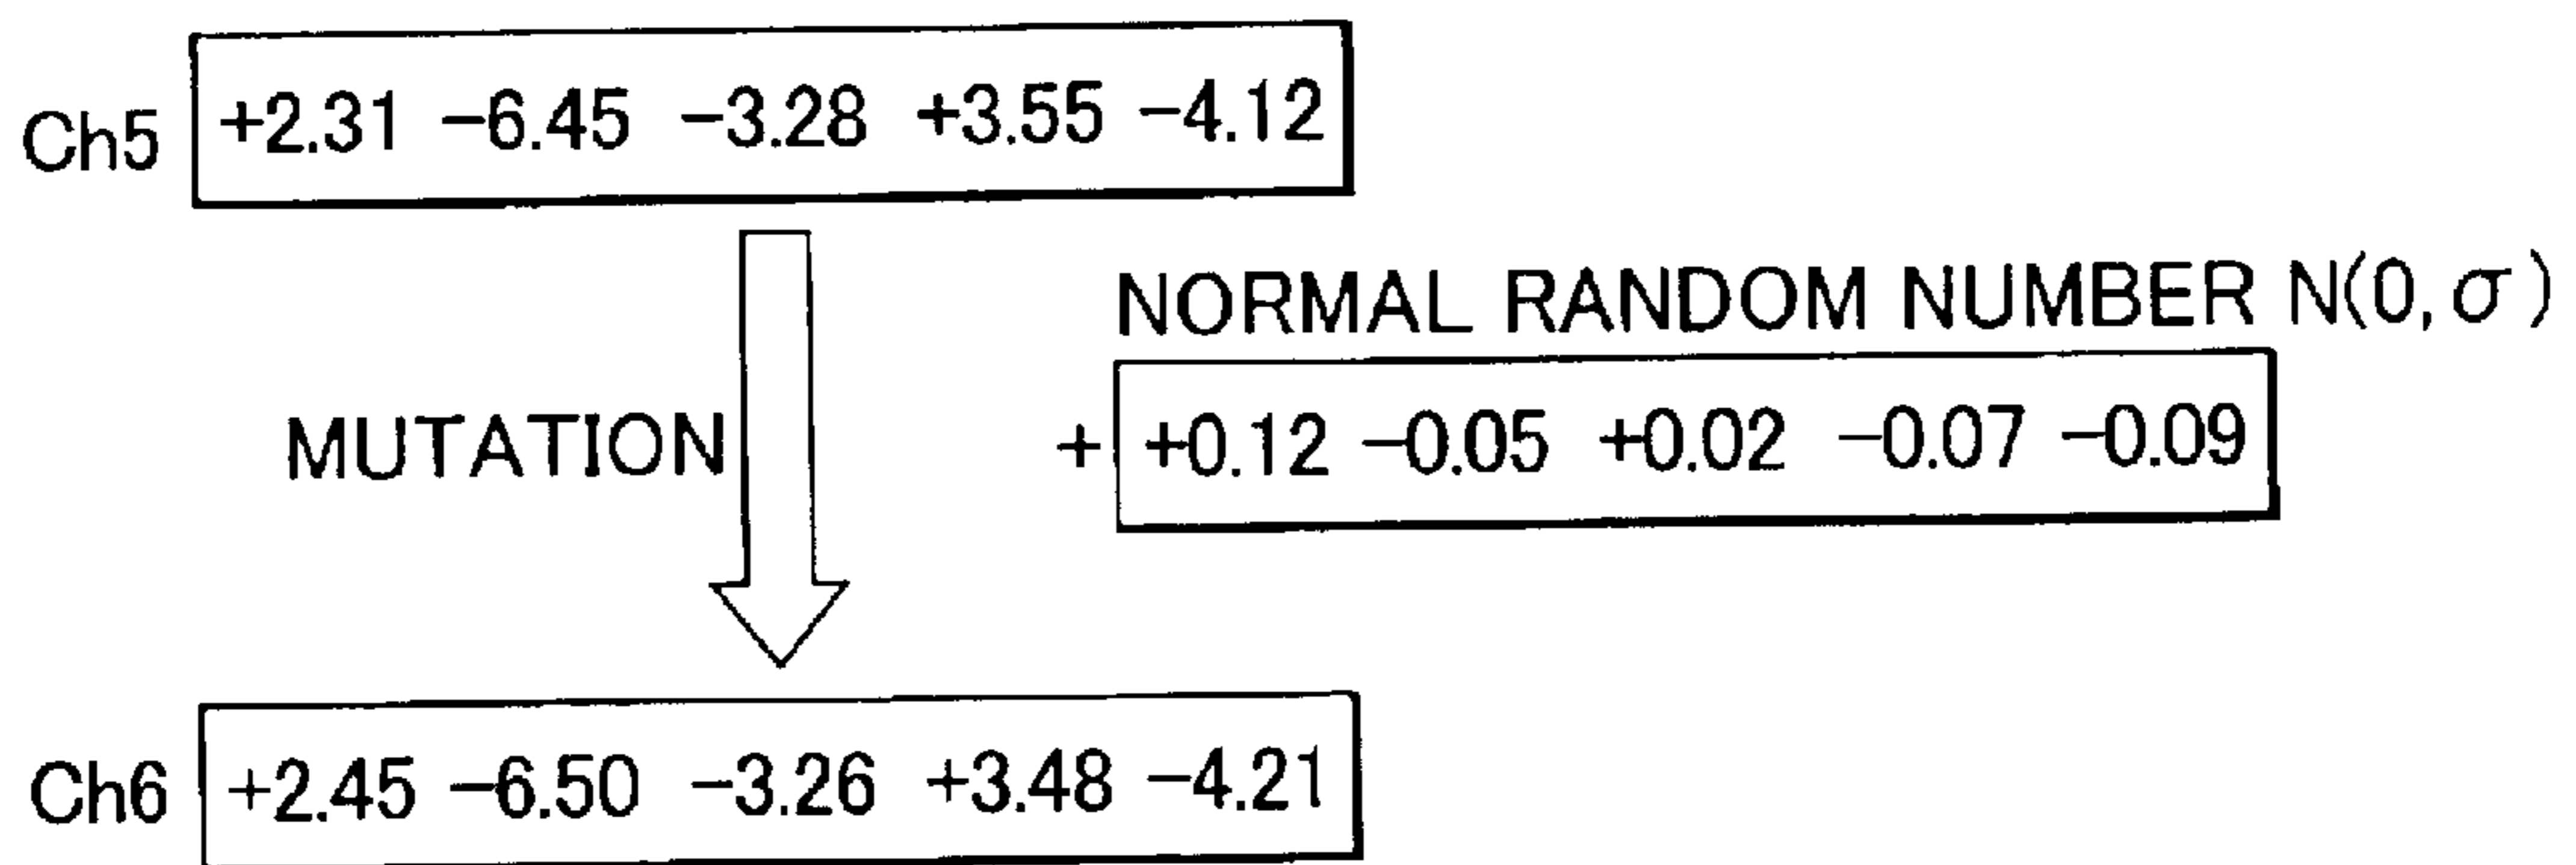 Ch5 +2.31 −6.45 −3.28 +3.55 −4.12
NORMAL RANDOM NUMBER N(0, σ)
MUTATION + +0.12 −0.05 +0.02 −0.07 −0.09
Ch6 +2.45 −6.50 −3.26 +3.48 −4.21